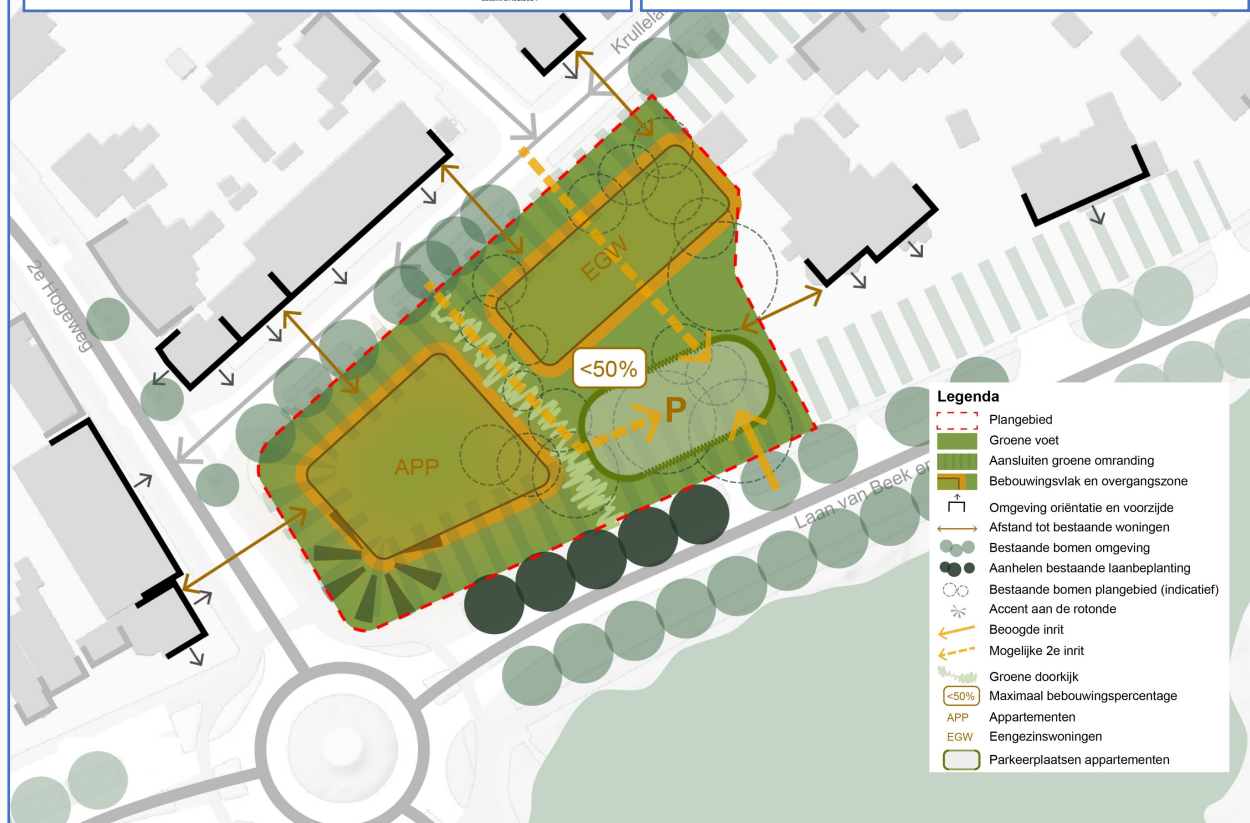 Krullela
2e Hogeweg
EGW
<50%
P
APP
Laan van Beek en
Legenda
Plangebied
Groene voet
Aansluiten groene omranding
Bebouwingsvlak en overgangszone
Omgeving oriëntatie en voorzijde
Afstand tot bestaande woningen
Bestaande bomen omgeving
Aanhelen bestaande laanbeplanting
Bestaande bomen plangebied (indicatief)
Accent aan de rotonde
Beoogde inrit
Mogelijke 2e inrit
Groene doorkijk
<50% Maximaal bebouwingspercentage
APP Appartementen
EGW Eengezinswoningen
Parkeerplaatsen appartementen